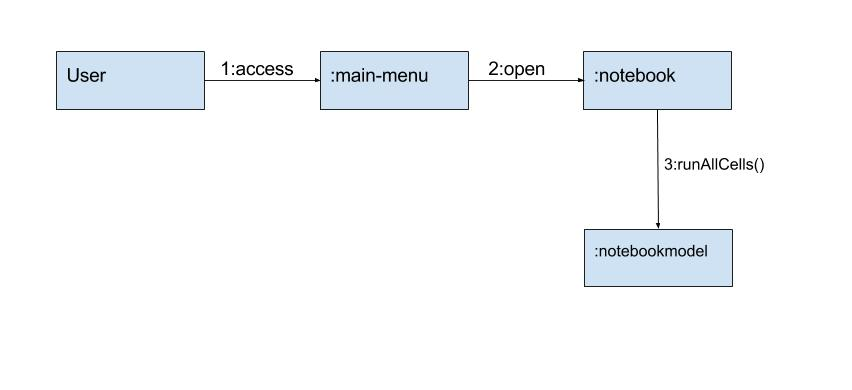 User
1:access
:main-menu
2:open
:notebook
3:runAllCells()
:notebookmodel